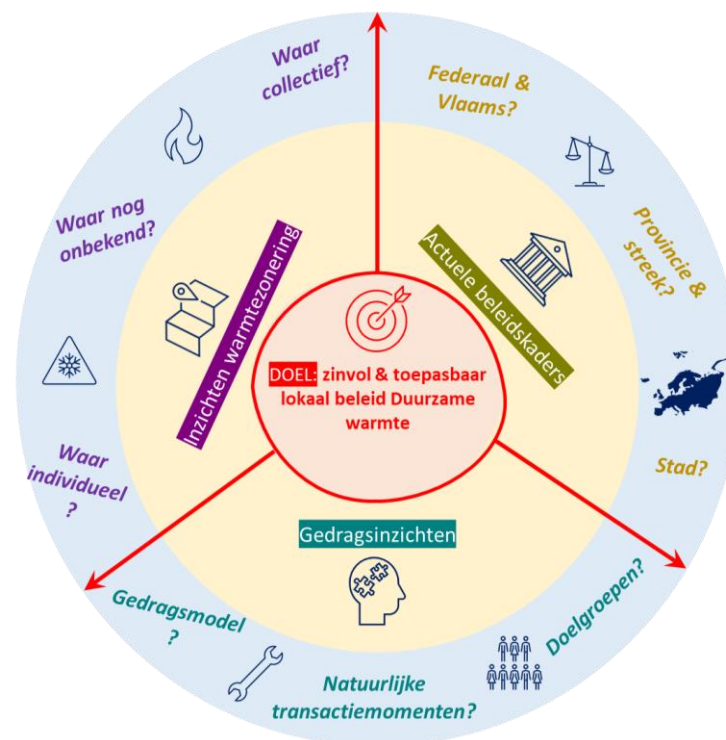 Waar
collectief?
Federaal &
Vlaams?
Waar nog
onbekend?
Provincie &
streek?
Inzichten warmtezonering
Actuele beleidskaders
DOEL: zinvol & toepasbaar
lokaal beleid Duurzame
warmte
Waar
individueel
?
Stad?
Gedragsinzichten
Gedragsmodel
?
Natuurlijke
transactiemomenten?
Doelgroepen?